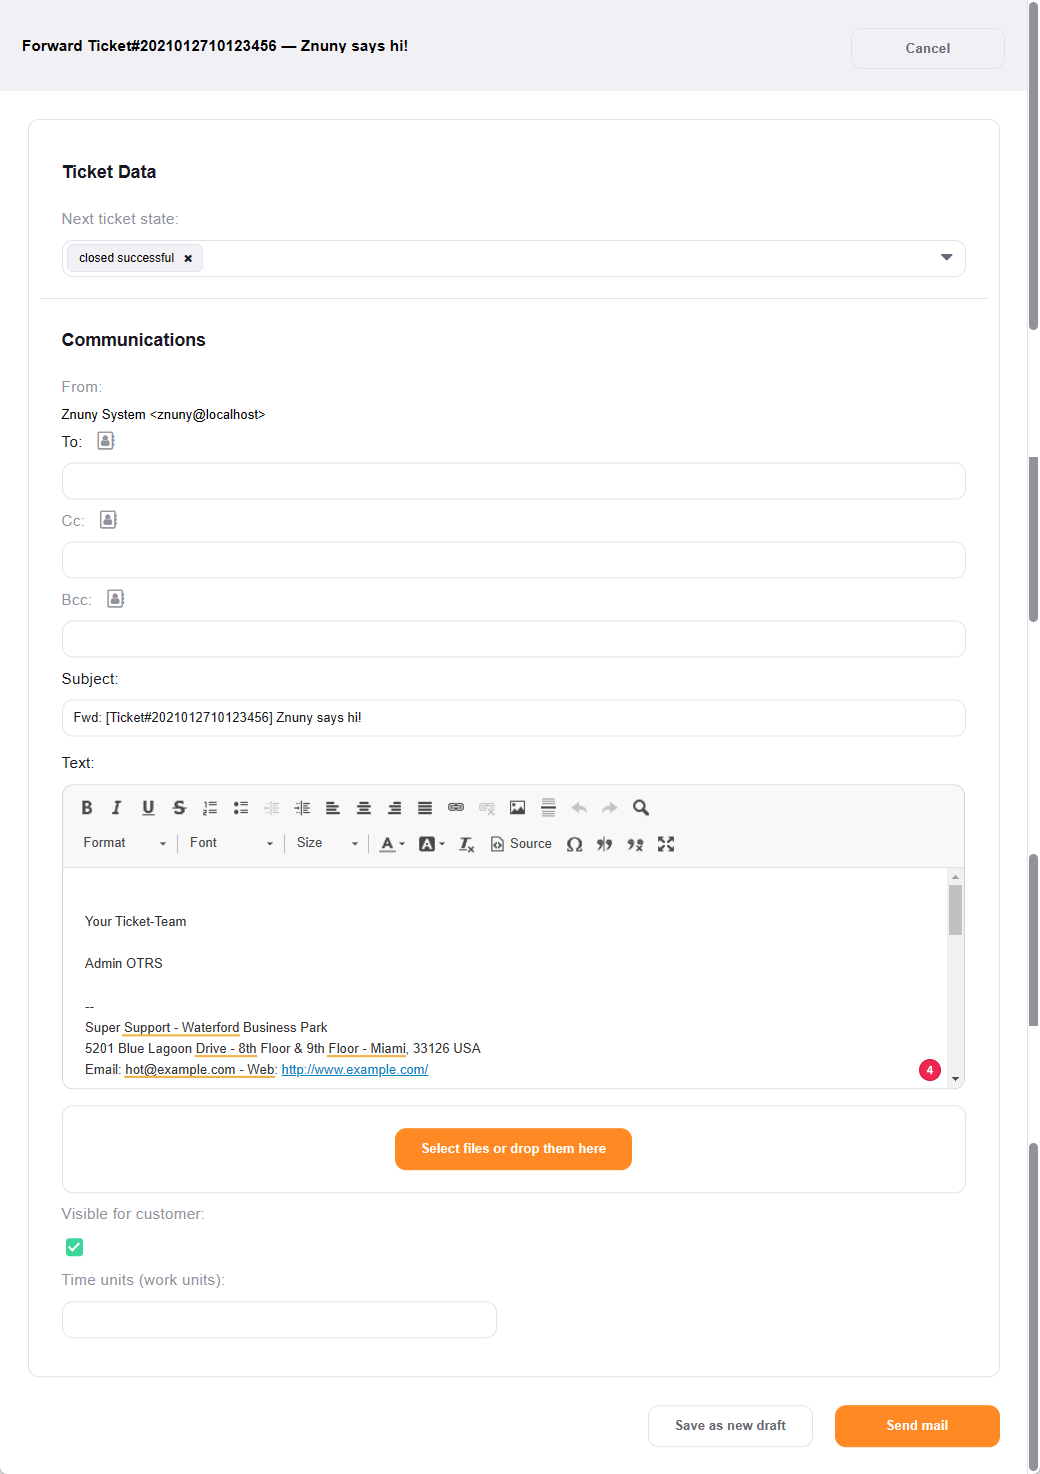 Forward Ticket#2021012710123456 — Znuny says hi!
Cancel
Ticket Data
Next ticket state:
closed successful ✖
Communications
From:
Znuny System <znuny@localhost>
To:
Cc:
Bcc:
Subject:
Fwd: [Ticket#2021012710123456] Znuny says hi!
Text:
Format Font Size A A Source
Your Ticket-Team
Admin OTRS
--
Super Support - Waterford Business Park
5201 Blue Lagoon Drive - 8th Floor & 9th Floor - Miami, 33126 USA
Email: hot@example.com - Web: http://www.example.com/
4
Select files or drop them here
Visible for customer:
Time units (work units):
Save as new draft
Send mail